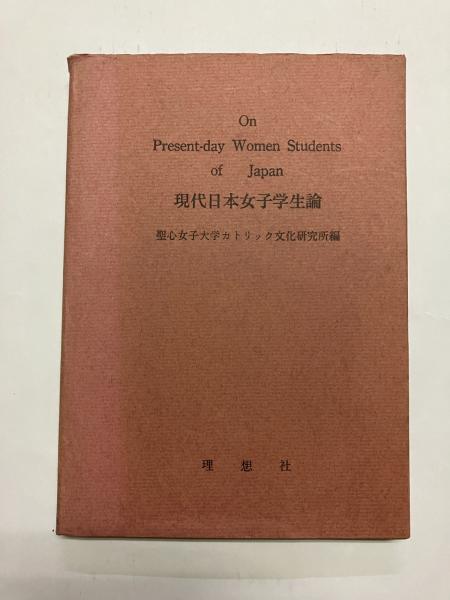 On
Present-day Women Students
of Japan
現代日本女子学生論
聖心女子大学カトリック文化研究所編
理想社